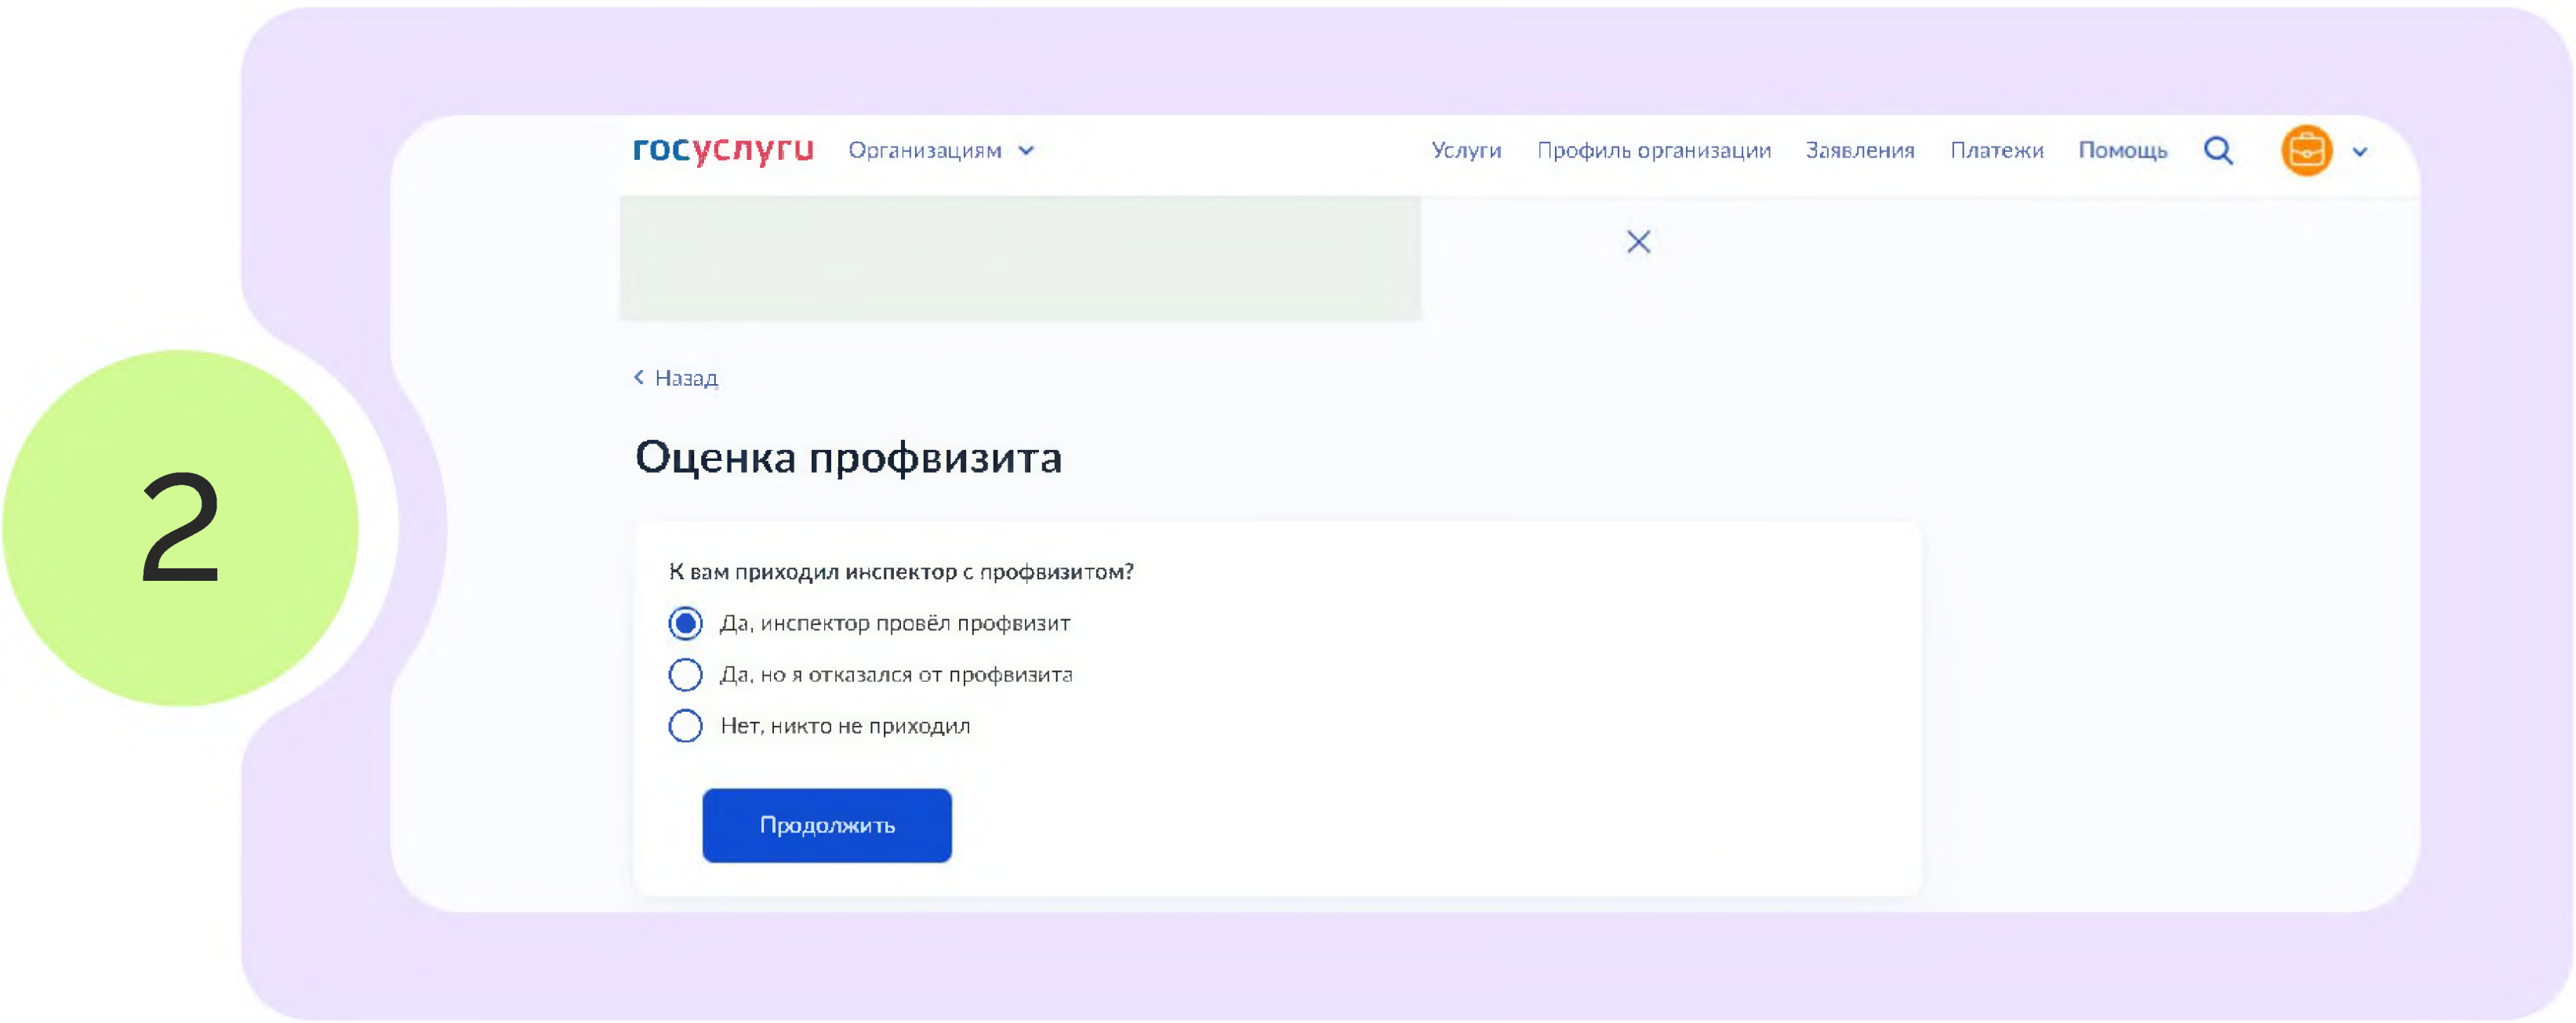 госуслуги Организациям Услуги Профиль организации Заявления Платежи Помощь
Назад
Оценка профвизита
2
К вам приходил инспектор с профвизитом?
Да, инспектор провёл профвизит
Да, но я отказался от профвизита
Нет, никто не приходил
Продолжить